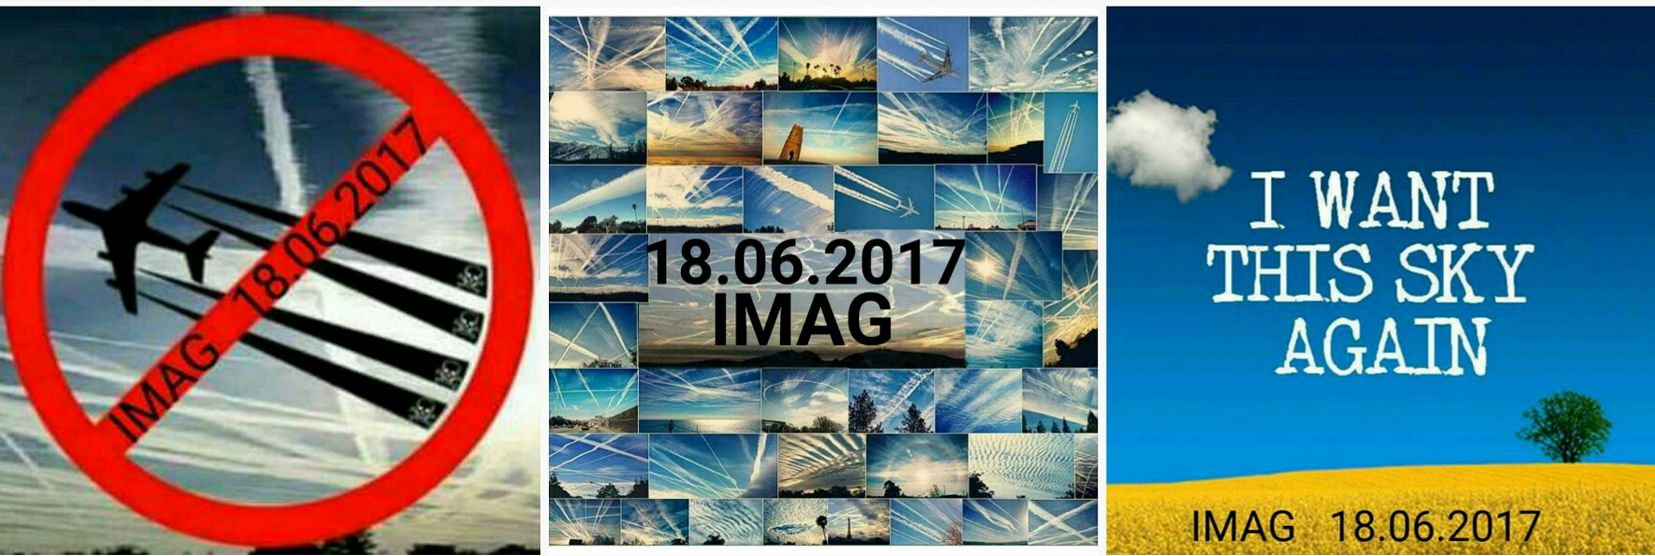 IMAG 18.06.2017
18.06.2017
IMAG
I WANT
THIS SKY
AGAIN
IMAG 18.06.2017